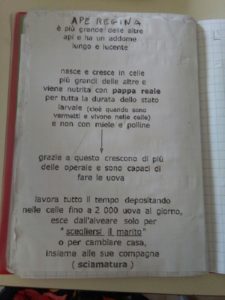 APE REGINA
è più grande delle altre
api e ha un addome
lungo e lucente
nasce e cresce in celle
più grandi delle altre e
viene nutrita con pappa reale
per tutta la durata dello stato
larvale (cioè quando sono
vermetti e vivono nelle celle)
e non con miele e polline
grazie a questo crescono di più
delle operaie e sono capaci di
fare le uova
lavora tutto il tempo depositando
nelle celle fino a 2 000 uova al giorno,
esce dall'alveare solo per
"scegliersi il marito"
o per cambiare casa,
insieme alle sue compagne
(sciamatura)